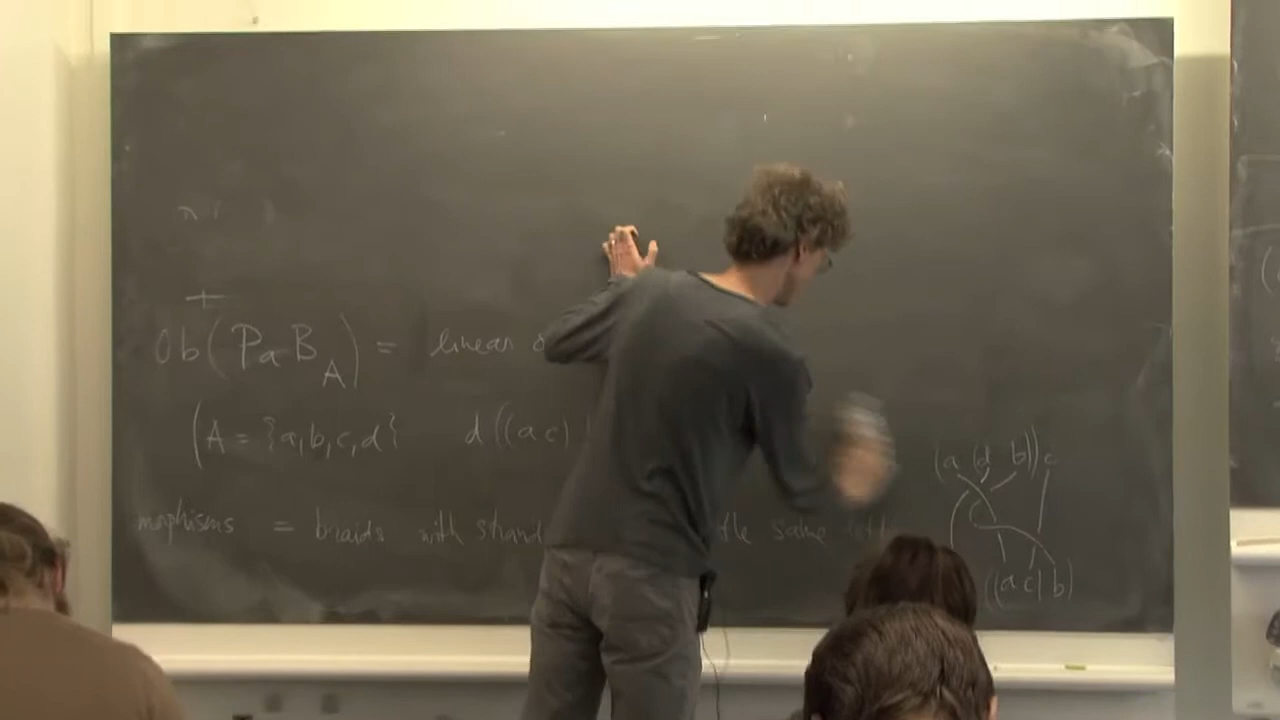 Ob(PaB_A) = linear
(A = {a,b,c,d} d((ac)
morphisms = braids with strand the same
(a (d b))c
((ac)b)